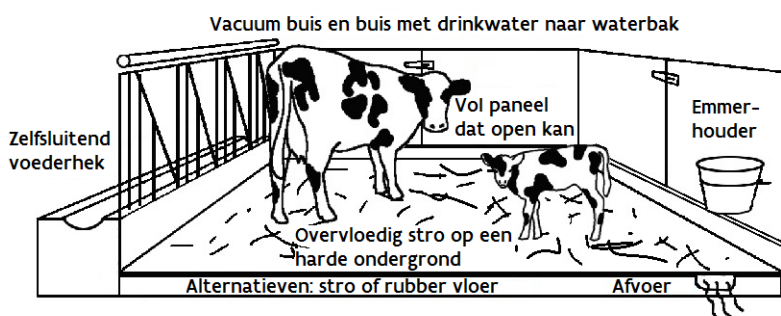 Vacuum buis en buis met drinkwater naar waterbak
Zelfsluitend
voederhek
Vol paneel
dat open kan
Emmer-
houder
Overvloedig stro op een
harde ondergrond
Alternatieven: stro of rubber vloer
Afvoer